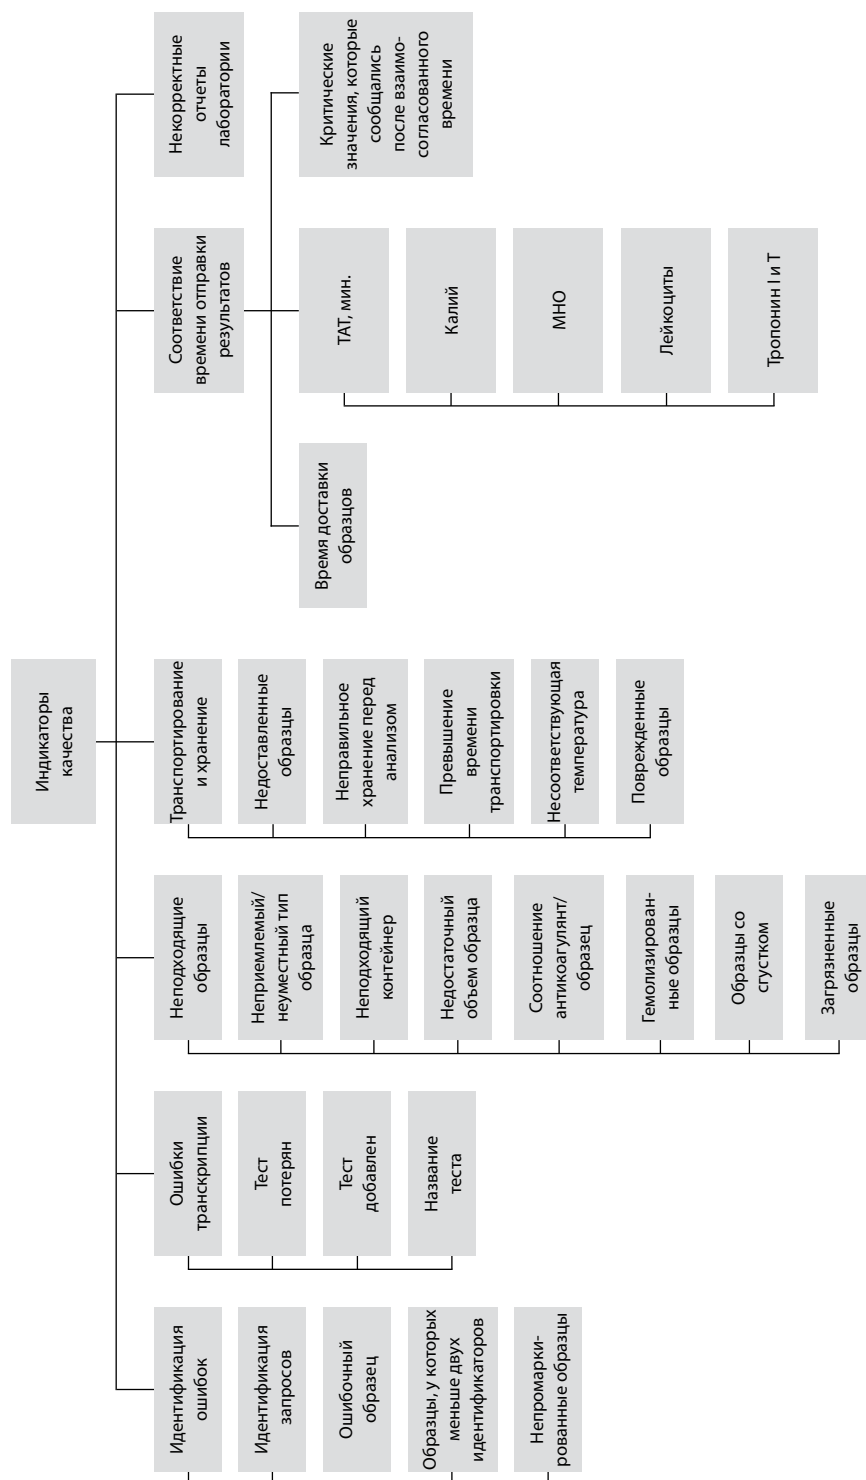 Индикаторы
качества
Идентификация
ошибок
Идентификация
запросов
Ошибочный
образец
Образцы, у которых
меньше двух
идентификаторов
Непромарки-
рованные образцы
Ошибки
транскрипции
Тест
потерян
Тест
добавлен
Название
теста
Неподходящие
образцы
Неприемлемый/
неуместный тип
образца
Неподходящий
контейнер
Недостаточный
объем образца
Соотношение
антикоагулянт/
образец
Гемолизирован-
ные образцы
Образцы со
сгустком
Загрязненные
образцы
Транспортирование
и хранение
Недоставленные
образцы
Неправильное
хранение перед
анализом
Превышение
времени
транспортировки
Несоответствующая
температура
Поврежденные
образцы
Соответствие
времени отправки
результатов
Время доставки
образцов
ТАТ, мин.
Калий
МНО
Лейкоциты
Тропонин I и Т
Критические
значения, которые
сообщались
после взаимо-
согласованного
времени
Некорректные
отчеты
лаборатории